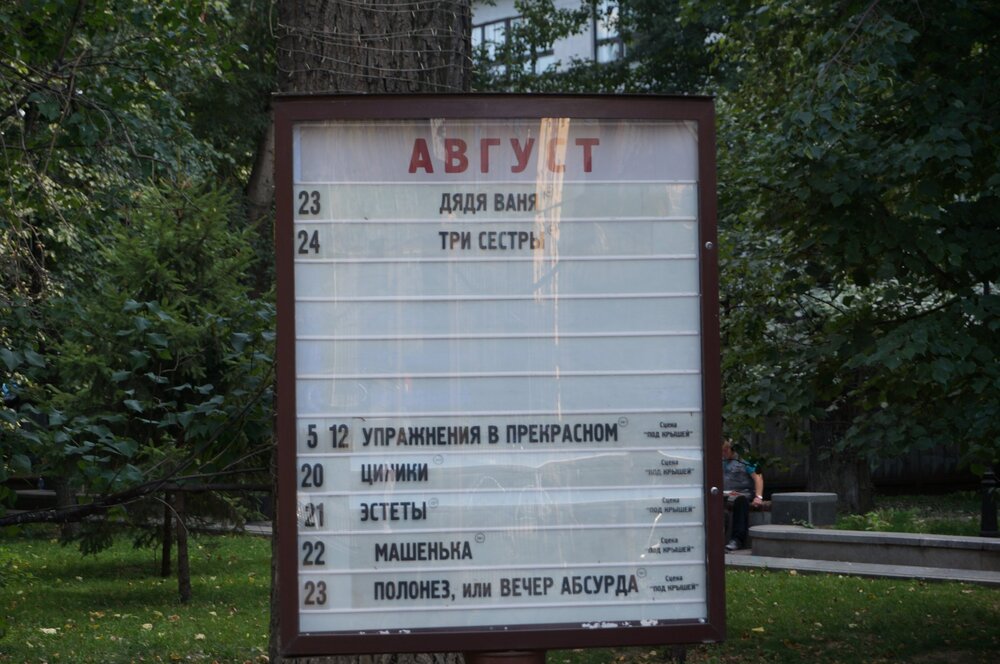 АВГУСТ
23 ДЯДЯ ВАНЯ
24 ТРИ СЕСТРЫ
5 12 УПРАЖНЕНИЯ В ПРЕКРАСНОМ Сцена "ПОД КРЫШЕЙ"
20 ЦИНИКИ Сцена "ПОД КРЫШЕЙ"
21 ЭСТЕТЫ Сцена "ПОД КРЫШЕЙ"
22 МАШЕНЬКА Сцена "ПОД КРЫШЕЙ"
23 ПОЛОНЕЗ, или ВЕЧЕР АБСУРДА Сцена "ПОД КРЫШЕЙ"